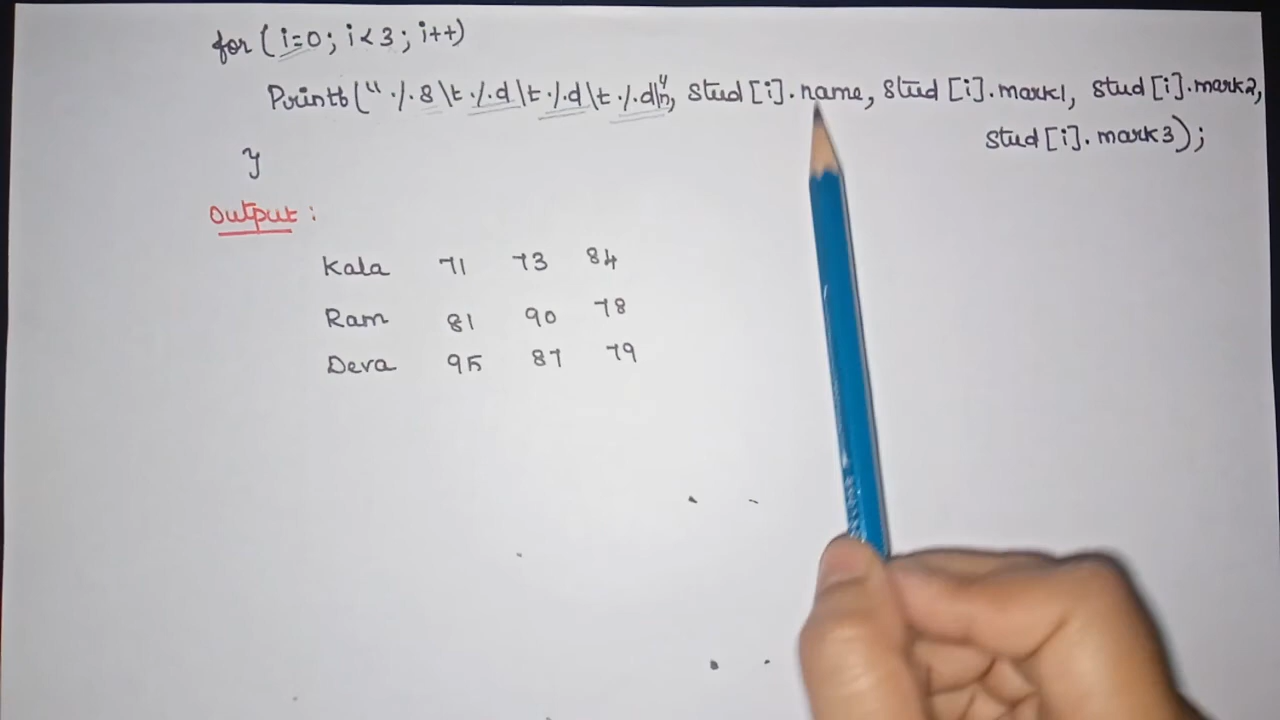 for (i=0; i<3; i++)
Printf("%s\t%d\t%d\t%d\n", stud[i].name, stud[i].mark1, stud[i].mark2,
stud[i].mark3);
}
Output:
Kala 71 73 84
Ram 81 90 78
Deva 95 87 79